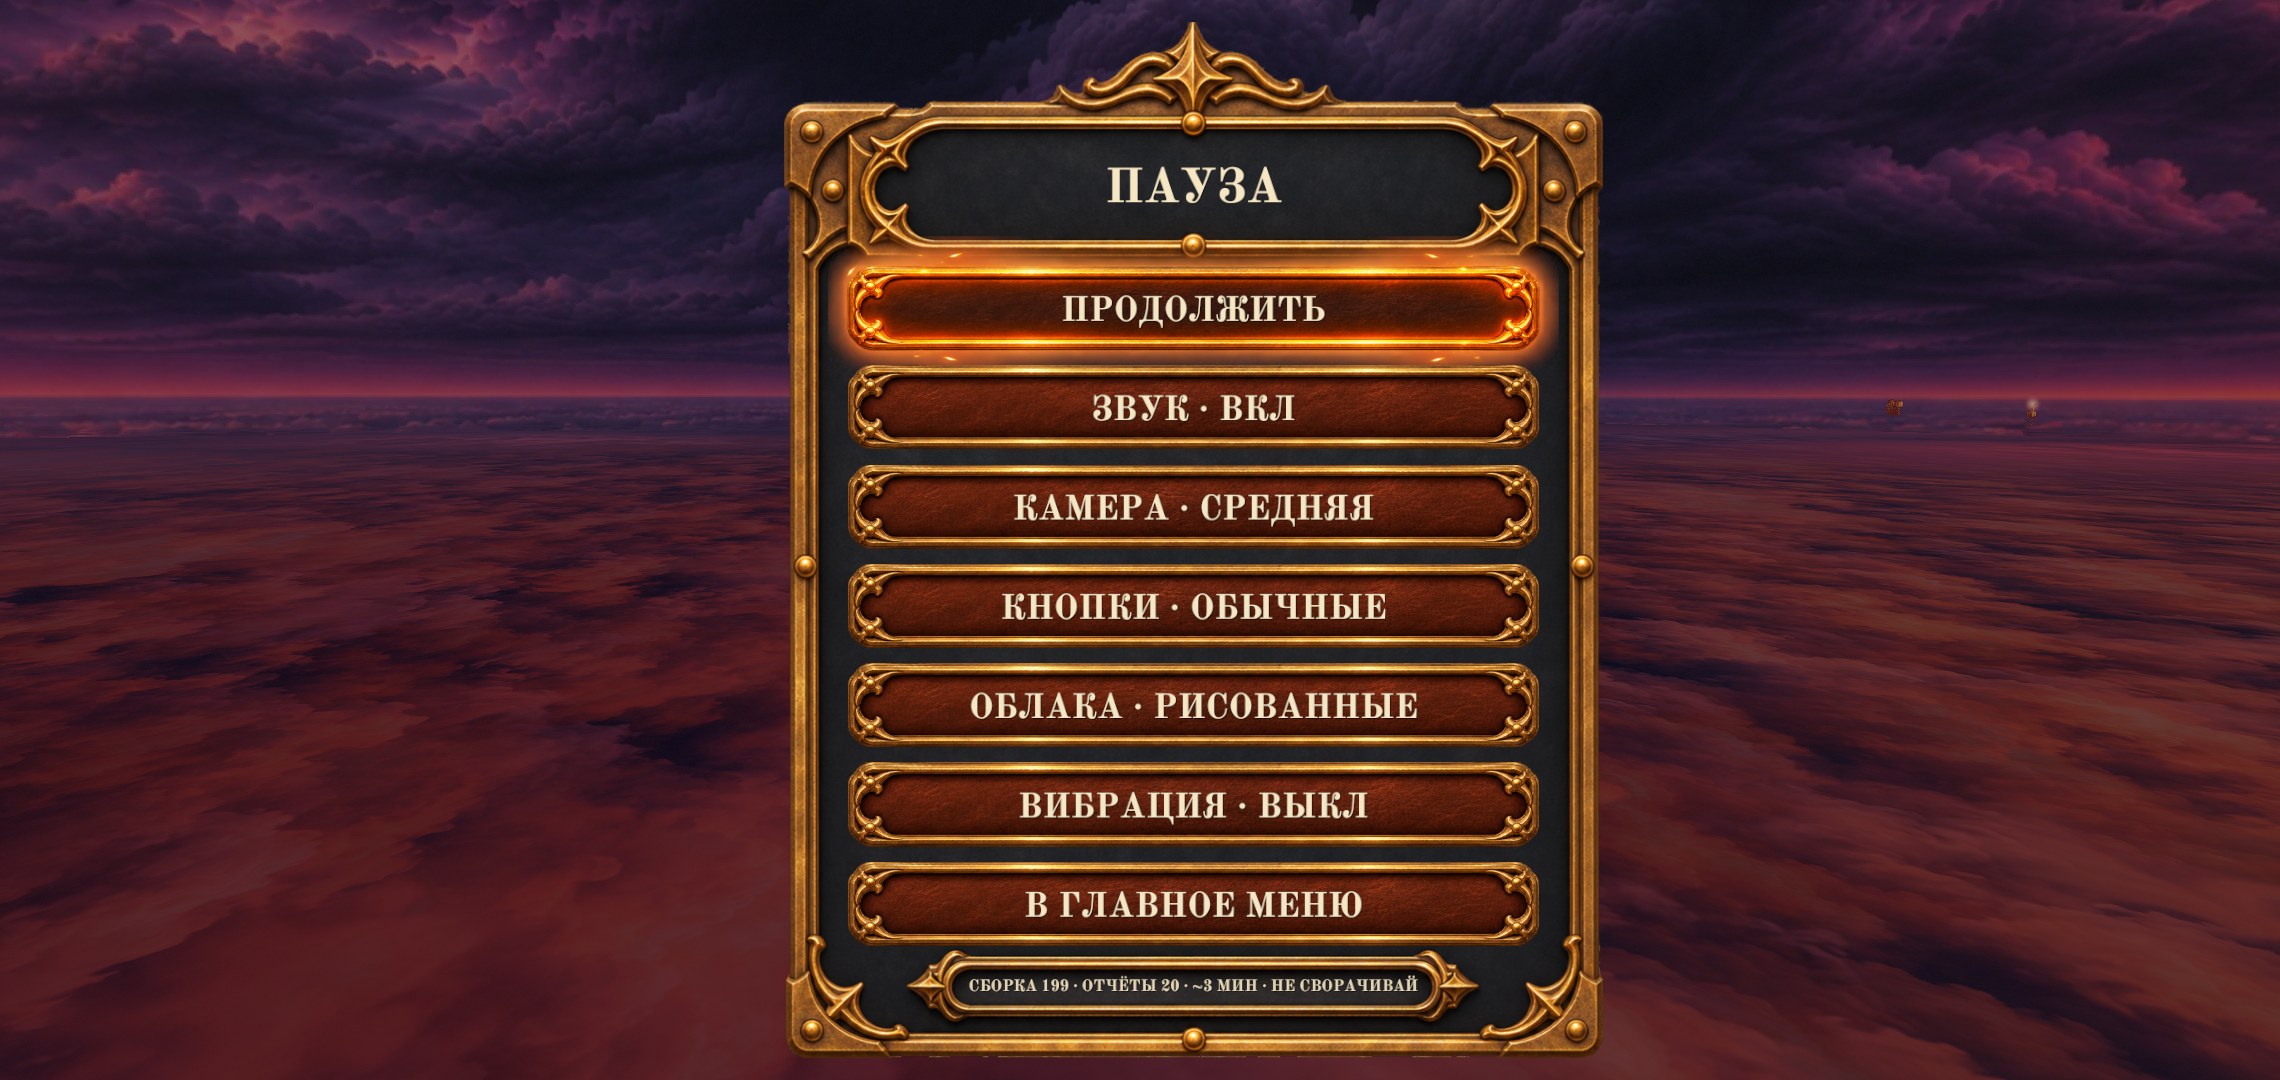 ПАУЗА
ПРОДОЛЖИТЬ
ЗВУК · ВКЛ
КАМЕРА · СРЕДНЯЯ
КНОПКИ · ОБЫЧНЫЕ
ОБЛАКА · РИСОВАННЫЕ
ВИБРАЦИЯ · ВЫКЛ
В ГЛАВНОЕ МЕНЮ
СБОРКА 199 · ОТЧЁТЫ 20 · ~3 МИН · НЕ СВОРАЧИВАЙ